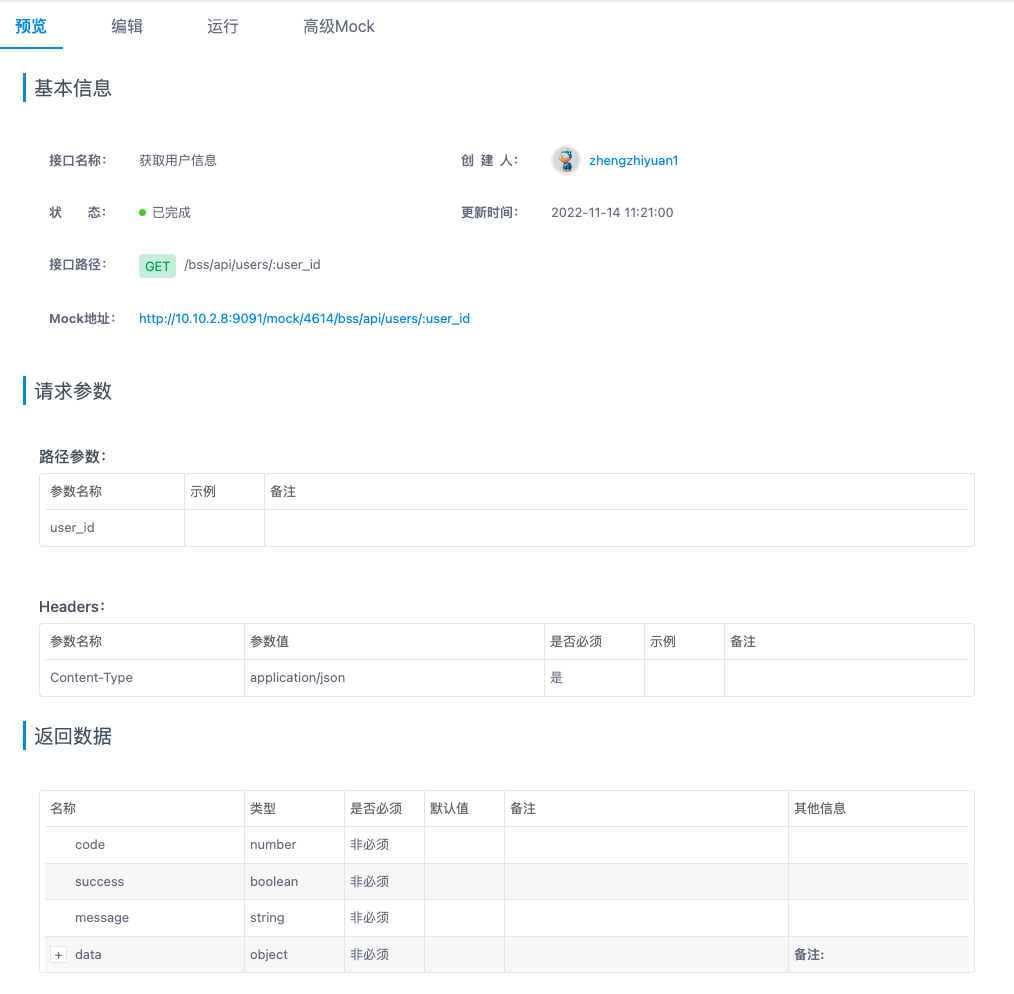 预览 编辑 运行 高级Mock
基本信息
接口名称： 获取用户信息 创 建 人： zhengzhiyuan1
状 态： 已完成 更新时间： 2022-11-14 11:21:00
接口路径： GET /bss/api/users/:user_id
Mock地址： http://10.10.2.8:9091/mock/4614/bss/api/users/:user_id
请求参数
路径参数：
参数名称 示例 备注
user_id
Headers：
参数名称 参数值 是否必须 示例 备注
Content-Type application/json 是
返回数据
名称 类型 是否必须 默认值 备注 其他信息
code number 非必须
success boolean 非必须
message string 非必须
+ data object 非必须 备注: